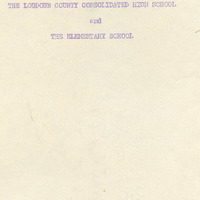 THE LOUDOUN COUNTY CONSOLIDATED HIGH SCHOOL
and
THE ELEMENTARY SCHOOL